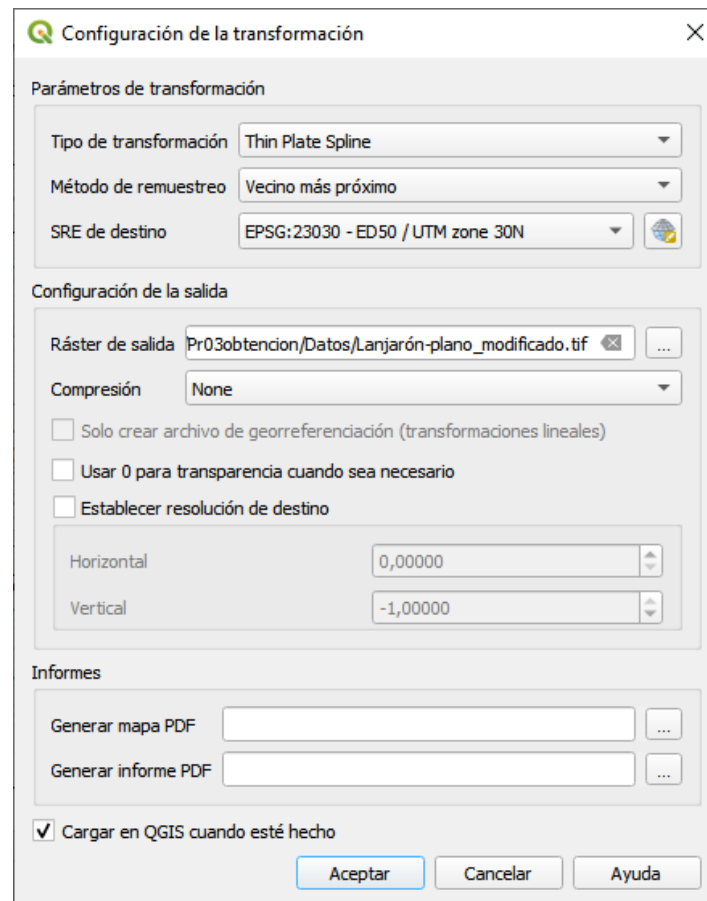 Configuración de la transformación
Parámetros de transformación
Tipo de transformación Thin Plate Spline
Método de remuestreo Vecino más próximo
SRE de destino EPSG:23030 - ED50 / UTM zone 30N
Configuración de la salida
Ráster de salida Pr03obtencion/Datos/Lanjarón-plano_modificado.tif ...
Compresión None
Solo crear archivo de georreferenciación (transformaciones lineales)
Usar 0 para transparencia cuando sea necesario
Establecer resolución de destino
Horizontal 0,00000
Vertical -1,00000
Informes
Generar mapa PDF ...
Generar informe PDF ...
Cargar en QGIS cuando esté hecho
Aceptar Cancelar Ayuda